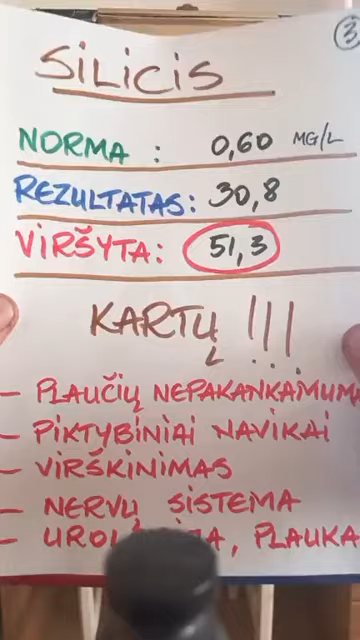 3
SILICIS
NORMA : 0,60 MG/L
REZULTATAS: 30,8
VIRŠYTA: 51,3
KARTŲ !!!
– PLAUČIŲ NEPAKANKAMUMA
– PIKTYBINIAI NAVIKAI
– VIRŠKINIMAS
– NERVŲ SISTEMA
– PLAUKA